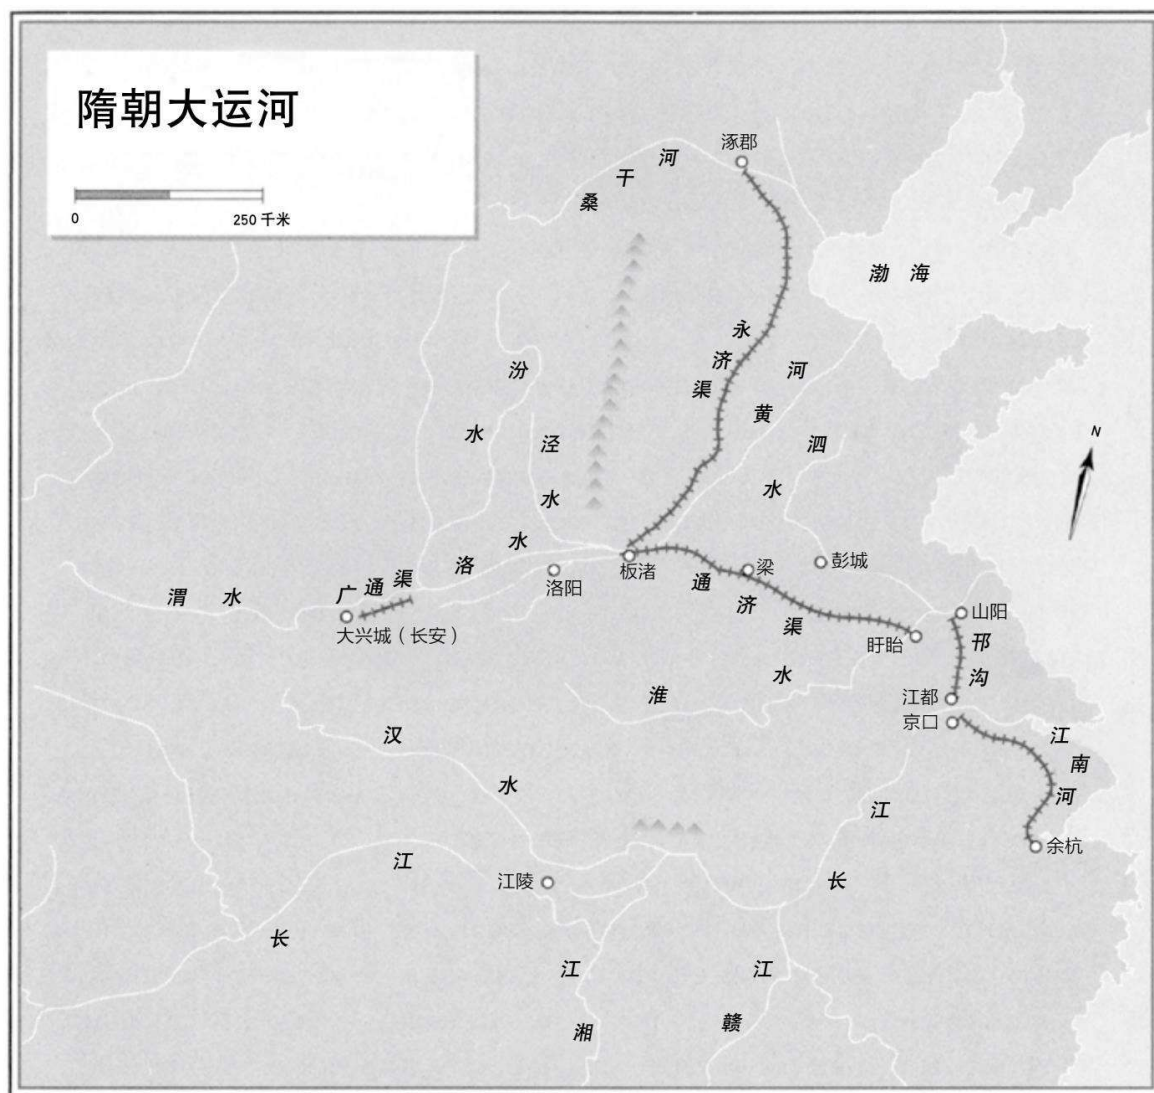 隋朝大运河
0 250 千米
涿郡
桑干河
渤海
永济渠
黄河
汾水
泾水
泗水
N
洛水
板渚
洛阳
梁
彭城
渭水
广通渠
大兴城（长安）
通济渠
山阳
盱眙
邗沟
淮水
江都
京口
江南河
汉水
余杭
长江
江陵
长江
湘江
赣江